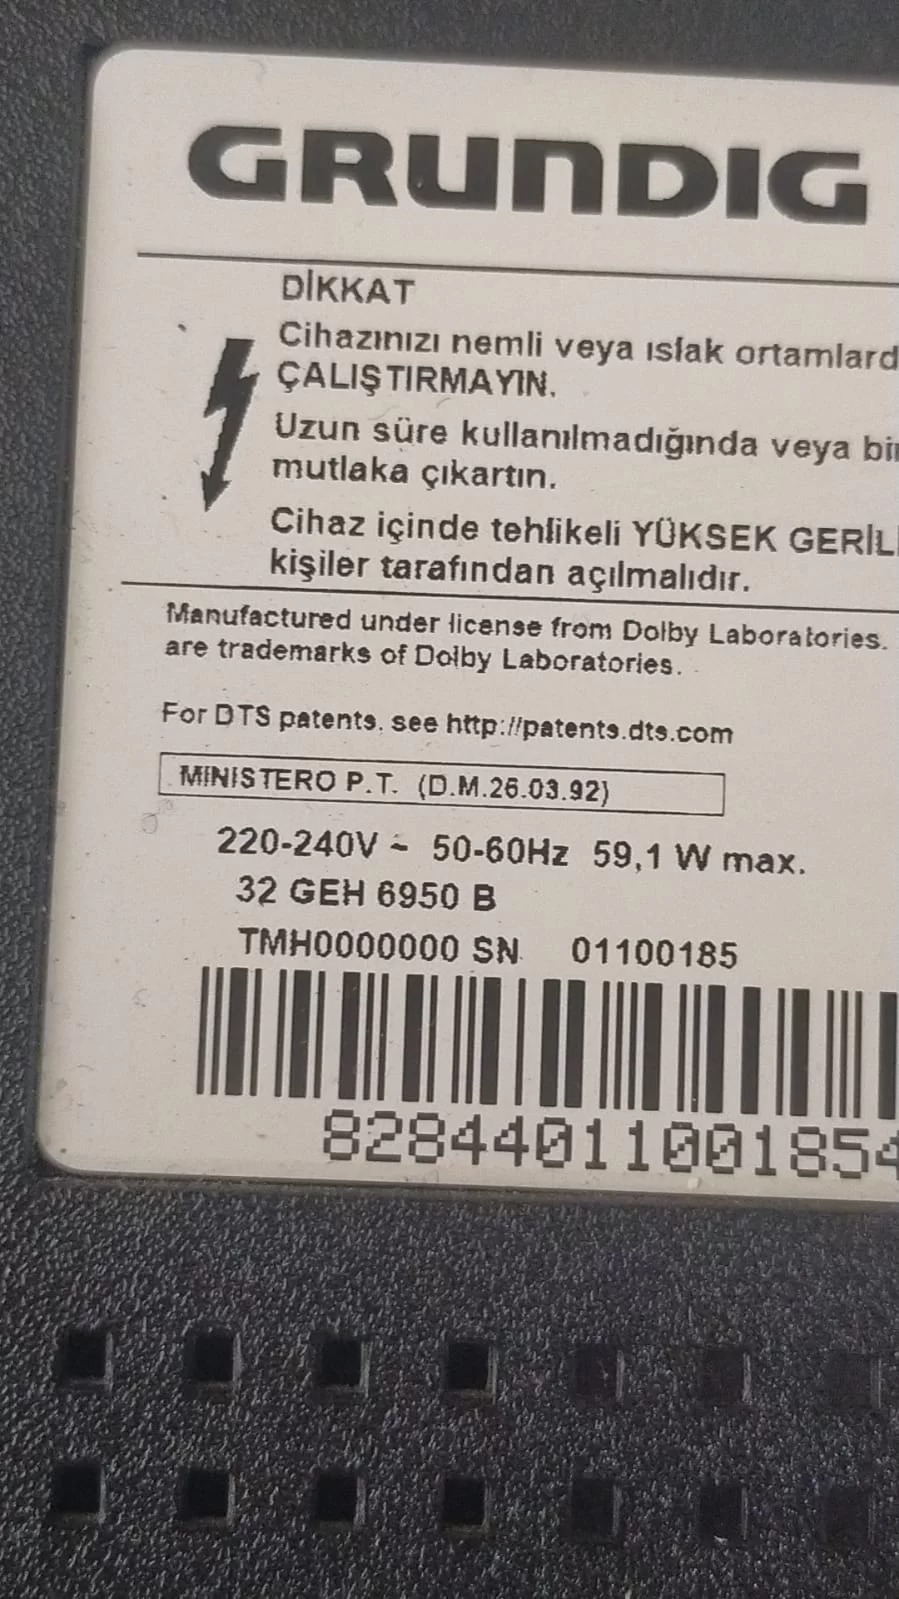 GRUNDIG
DİKKAT
Cihazınızı nemli veya ıslak ortamlard
ÇALIŞTIRMAYIN.
Uzun süre kullanılmadığında veya bir
mutlaka çıkartın.
Cihaz içinde tehlikeli YÜKSEK GERİLİ
kişiler tarafından açılmalıdır.
Manufactured under license from Dolby Laboratories.
are trademarks of Dolby Laboratories.
For DTS patents, see http://patents.dts.com
MINISTERO P.T. (D.M.26.03.92)
220-240V ~ 50-60Hz 59,1 W max.
32 GEH 6950 B
TMH0000000 SN 01100185
82844011001854